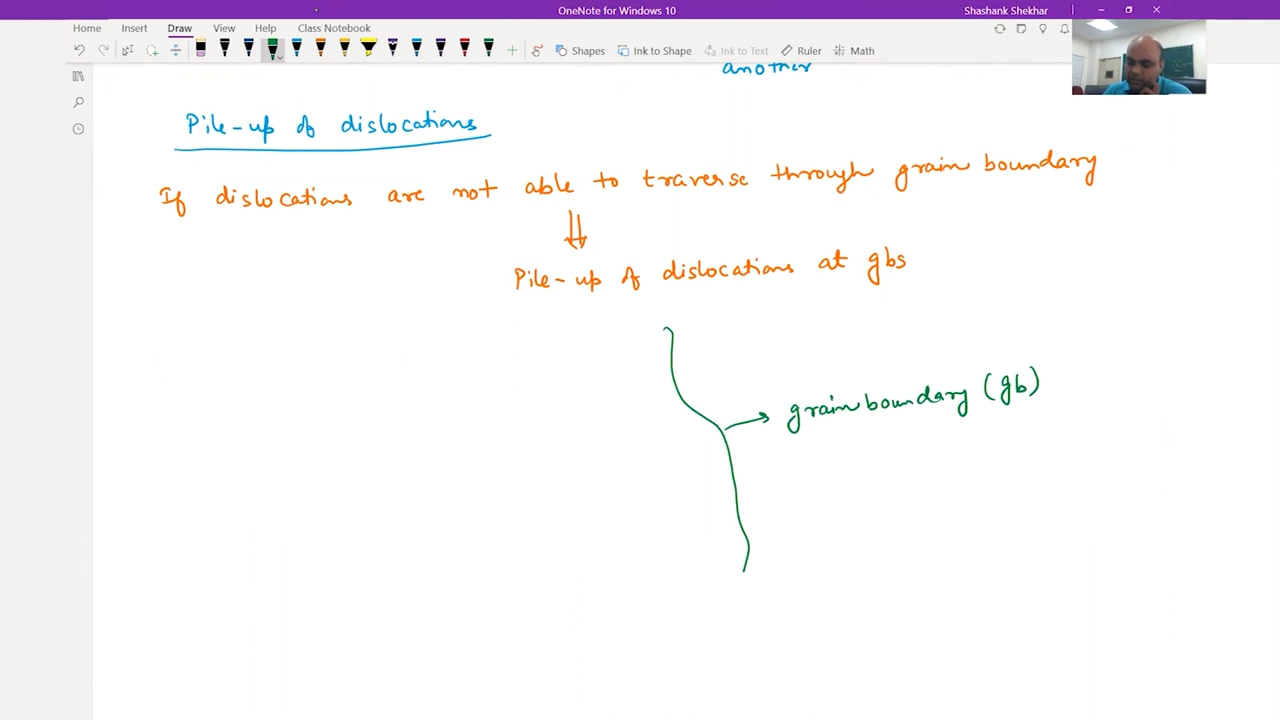 OneNote for Windows 10
Shashank Shekhar
Home Insert Draw View Help Class Notebook
Shapes Ink to Shape Ink to Text Ruler Math
another
Pile-up of dislocations
If dislocations are not able to traverse through grain boundary
Pile-up of dislocations at gbs
grain boundary (gb)